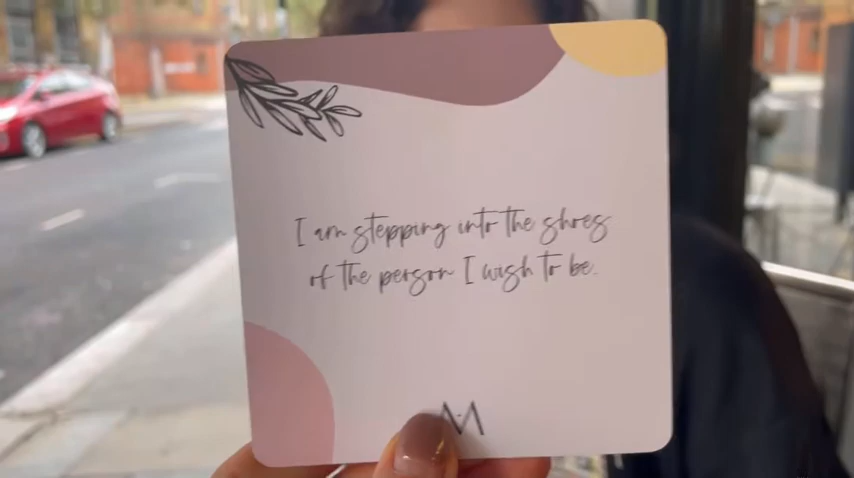 I am stepping into the shoes
of the person I wish to be.
M